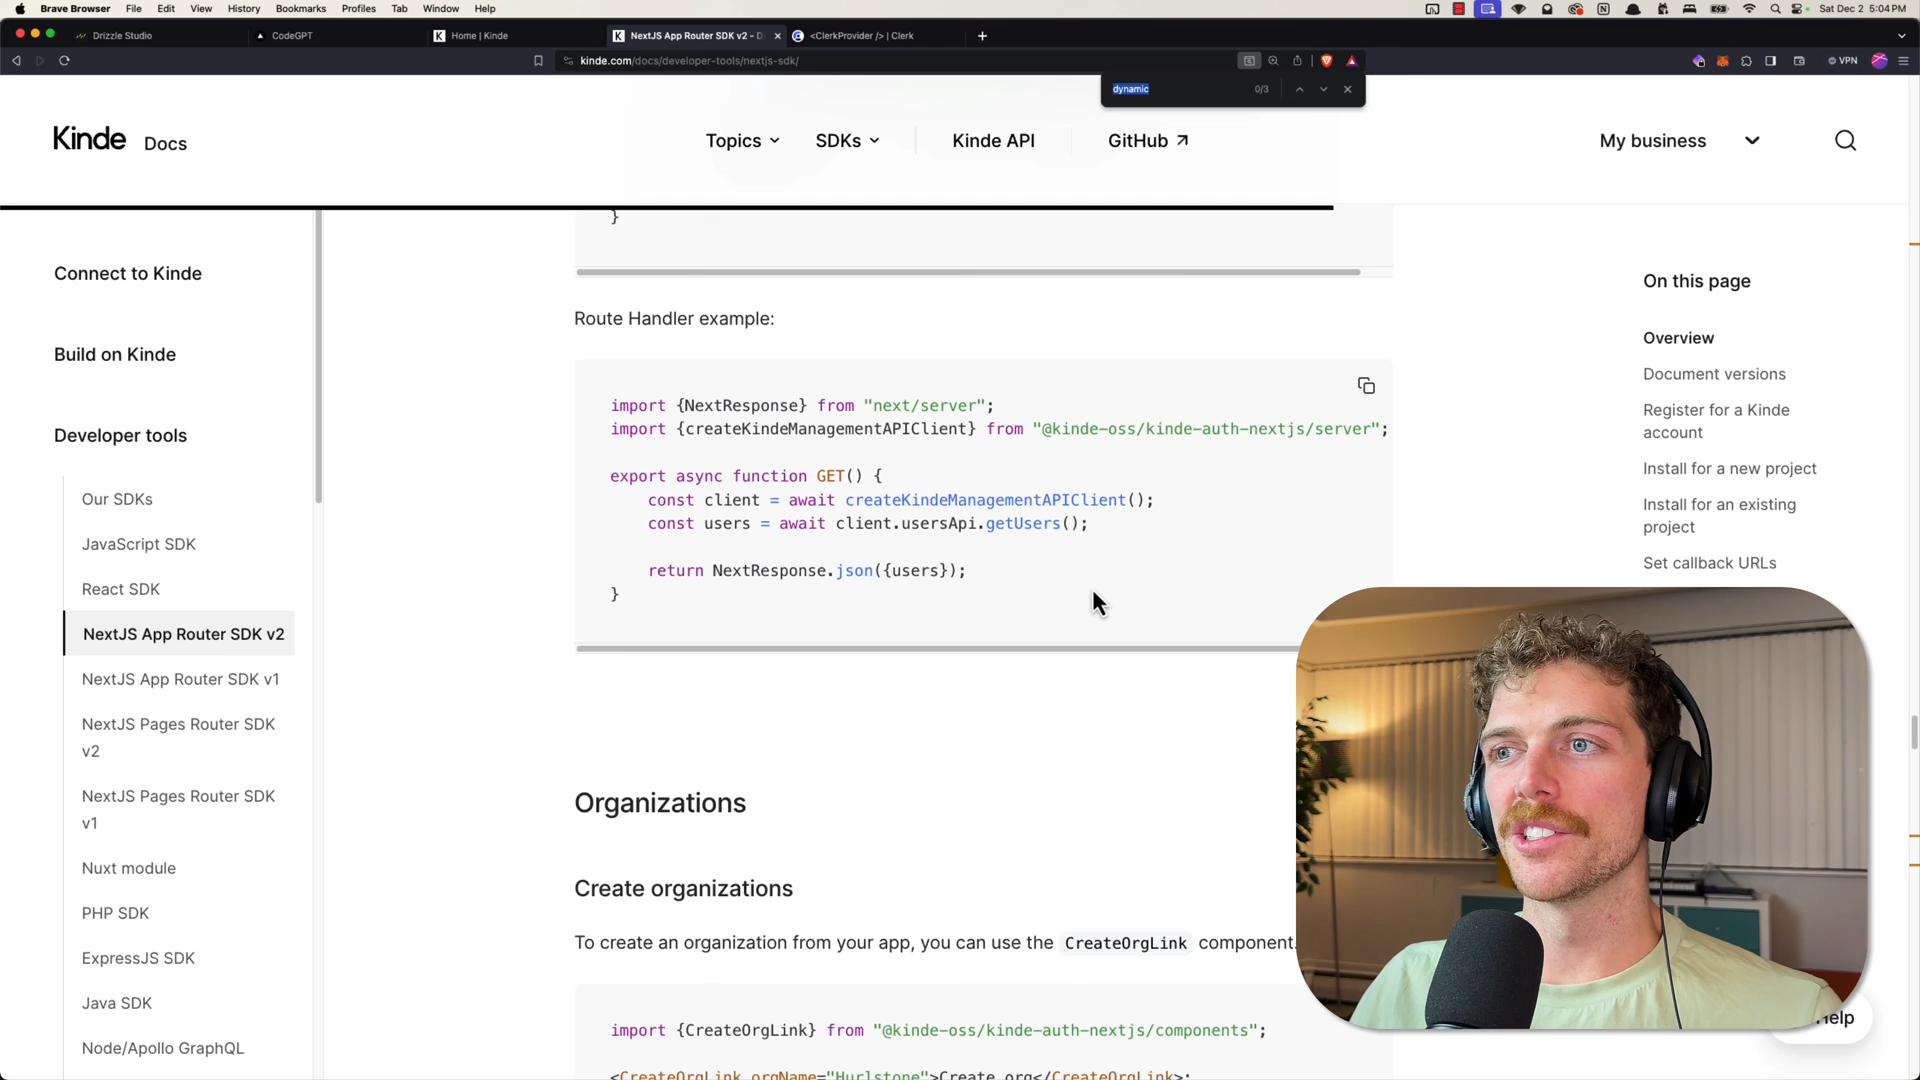 Brave Browser File Edit View History Bookmarks Profiles Tab Window Help Sat Dec 2 5:04 PM
Drizzle Studio CodeGPT Home | Kinde NextJS App Router SDK v2 - D <ClerkProvider /> | Clerk
kinde.com/docs/developer-tools/nextjs-sdk/ VPN
dynamic 0/3
Kinde Docs
Topics SDKs Kinde API GitHub ↗
My business
Connect to Kinde
Build on Kinde
Developer tools
Our SDKs
JavaScript SDK
React SDK
NextJS App Router SDK v2
NextJS App Router SDK v1
NextJS Pages Router SDK
v2
NextJS Pages Router SDK
v1
Nuxt module
PHP SDK
ExpressJS SDK
Java SDK
Node/Apollo GraphQL
}
Route Handler example:
import {NextResponse} from "next/server";
import {createKindeManagementAPIClient} from "@kinde-oss/kinde-auth-nextjs/server";
export async function GET() {
const client = await createKindeManagementAPIClient();
const users = await client.usersApi.getUsers();
return NextResponse.json({users});
}
Organizations
Create organizations
To create an organization from your app, you can use the CreateOrgLink component.
import {CreateOrgLink} from "@kinde-oss/kinde-auth-nextjs/components";
<CreateOrgLink orgName="Hurlstone">Create org</CreateOrgLink>;
On this page
Overview
Document versions
Register for a Kinde
account
Install for a new project
Install for an existing
project
Set callback URLs